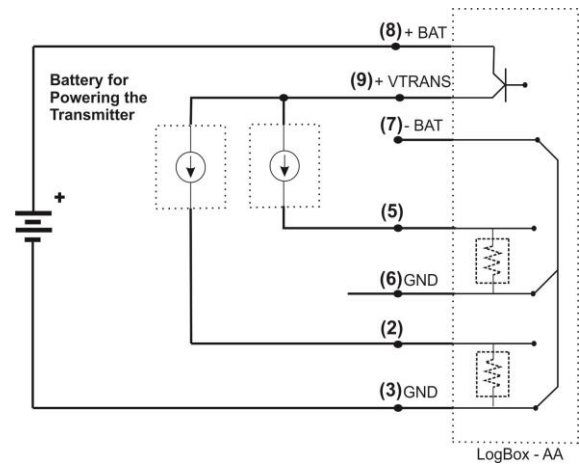 (8) + BAT
(9) + VTRANS
Battery for
Powering the
Transmitter
(7) - BAT
+
(5)
(6) GND
(2)
(3) GND
LogBox - AA